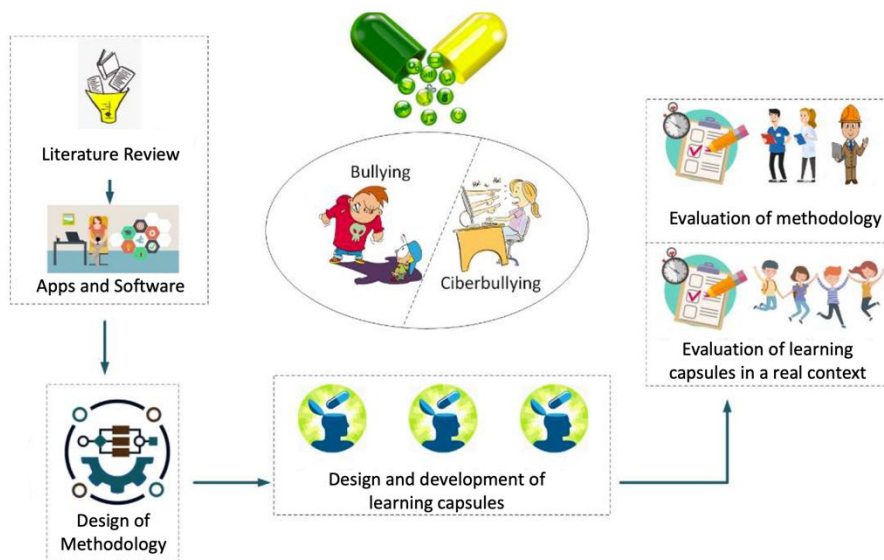 Literature Review
Apps and Software
Bullying
Ciberbullying
Design of
Methodology
Design and development of
learning capsules
Evaluation of methodology
Evaluation of learning
capsules in a real context